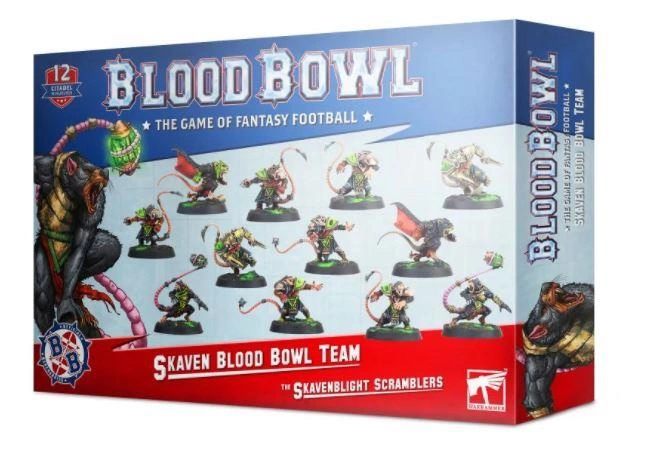 12
CITADEL
MINIATURES
BLOOD BOWL
★ THE GAME OF FANTASY FOOTBALL ★
BB
SKAVEN BLOOD BOWL TEAM
THE SKAVENBLIGHT SCRAMBLERS
WARHAMMER
BLOOD BOWL
★ THE GAME OF FANTASY FOOTBALL ★
SKAVEN BLOOD BOWL TEAM